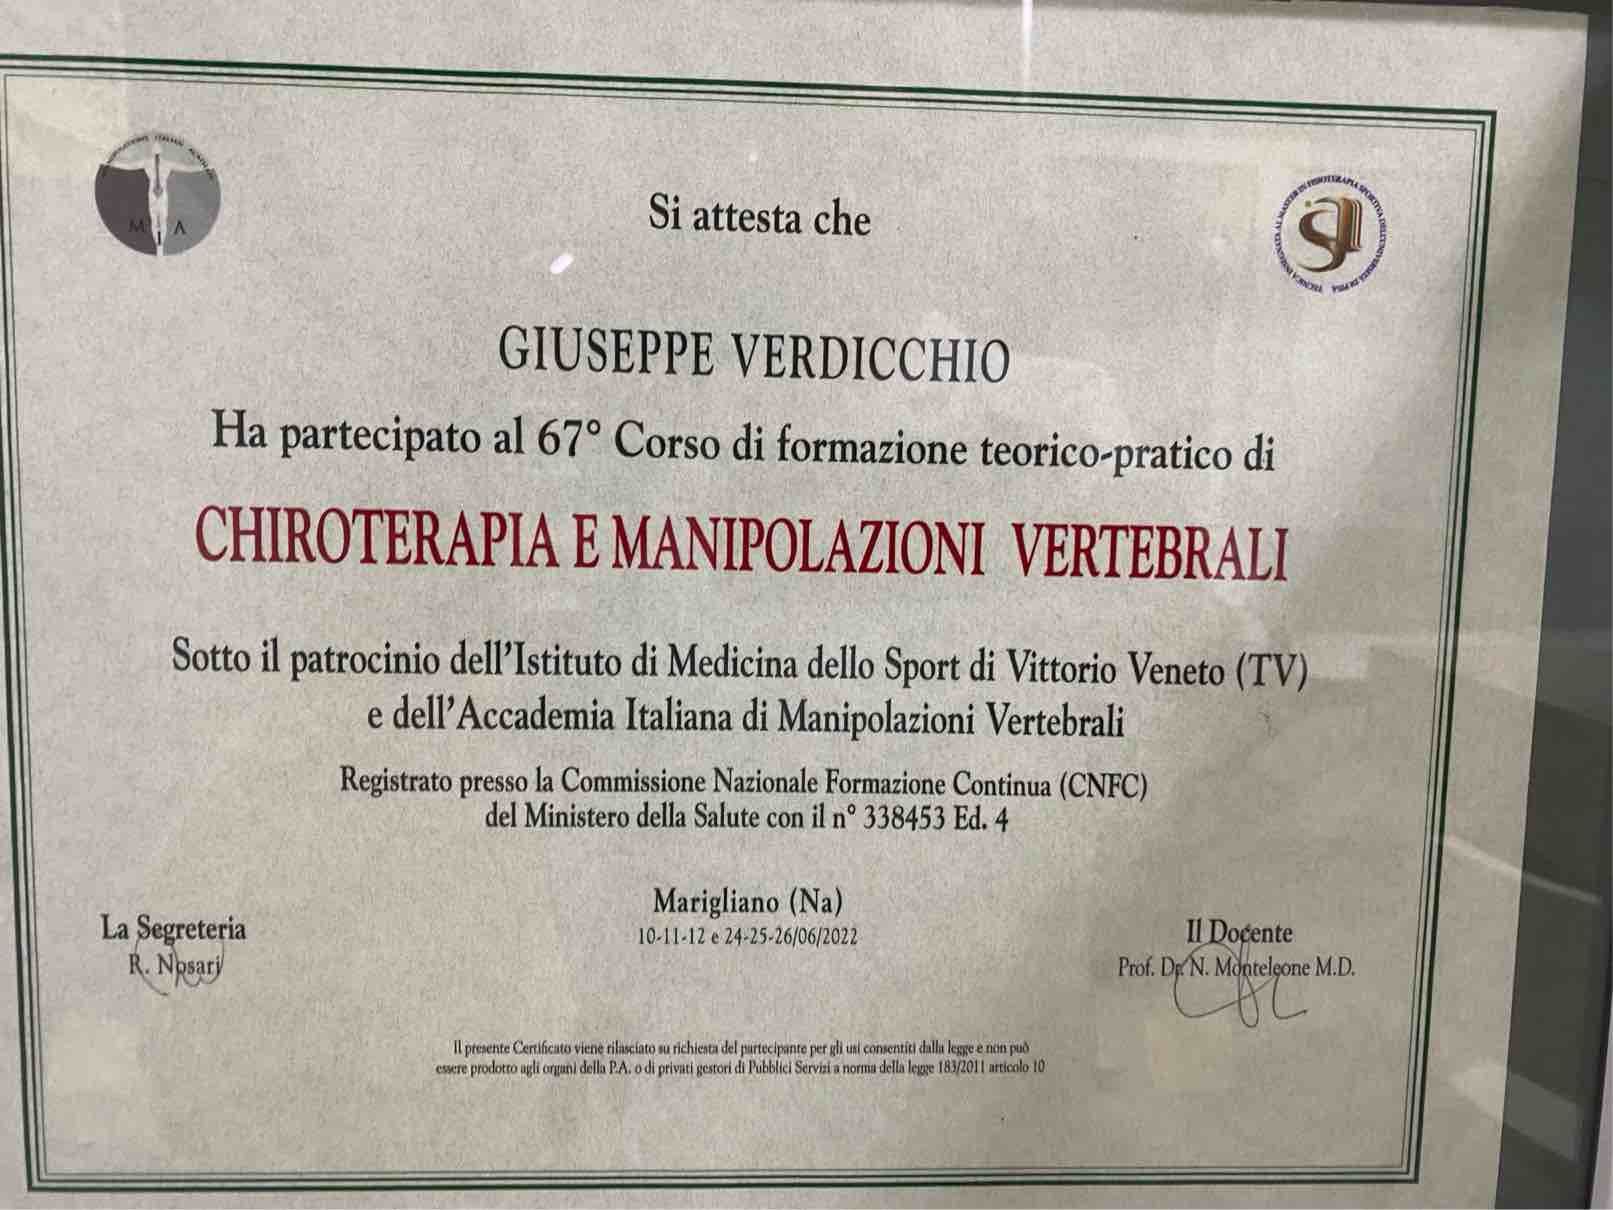 Si attesta che
GIUSEPPE VERDICCHIO
Ha partecipato al 67° Corso di formazione teorico-pratico di
CHIROTERAPIA E MANIPOLAZIONI VERTEBRALI
Sotto il patrocinio dell'Istituto di Medicina dello Sport di Vittorio Veneto (TV)
e dell'Accademia Italiana di Manipolazioni Vertebrali
Registrato presso la Commissione Nazionale Formazione Continua (CNFC)
del Ministero della Salute con il n° 338453 Ed. 4
Marigliano (Na)
10-11-12 e 24-25-26/06/2022
La Segreteria
R. Nosari
Il Docente
Prof. Dr. N. Monteleone M.D.
Il presente Certificato viene rilasciato su richiesta del partecipante per gli usi consentiti dalla legge e non può
essere prodotto agli organi della P.A. o di privati gestori di Pubblici Servizi a norma della legge 183/2011 articolo 10